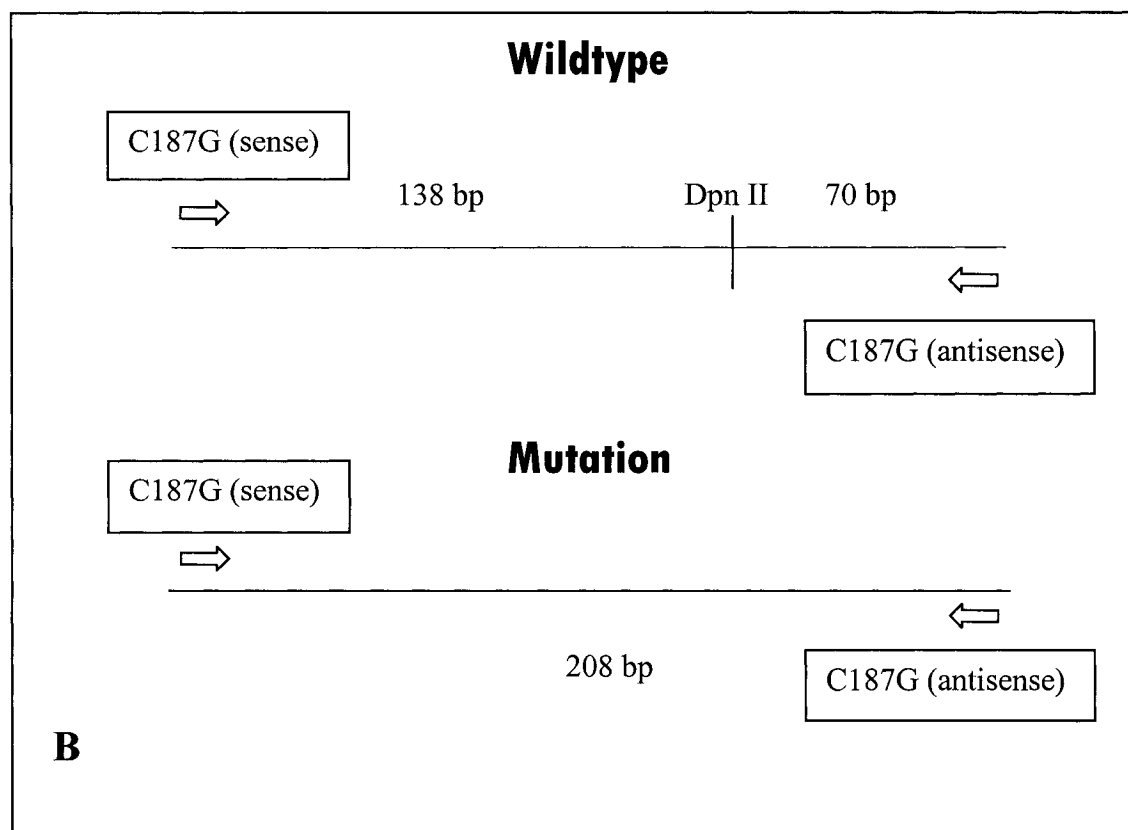 Wildtype
C187G (sense)
138 bp Dpn II 70 bp
C187G (antisense)
Mutation
C187G (sense)
208 bp
C187G (antisense)
B